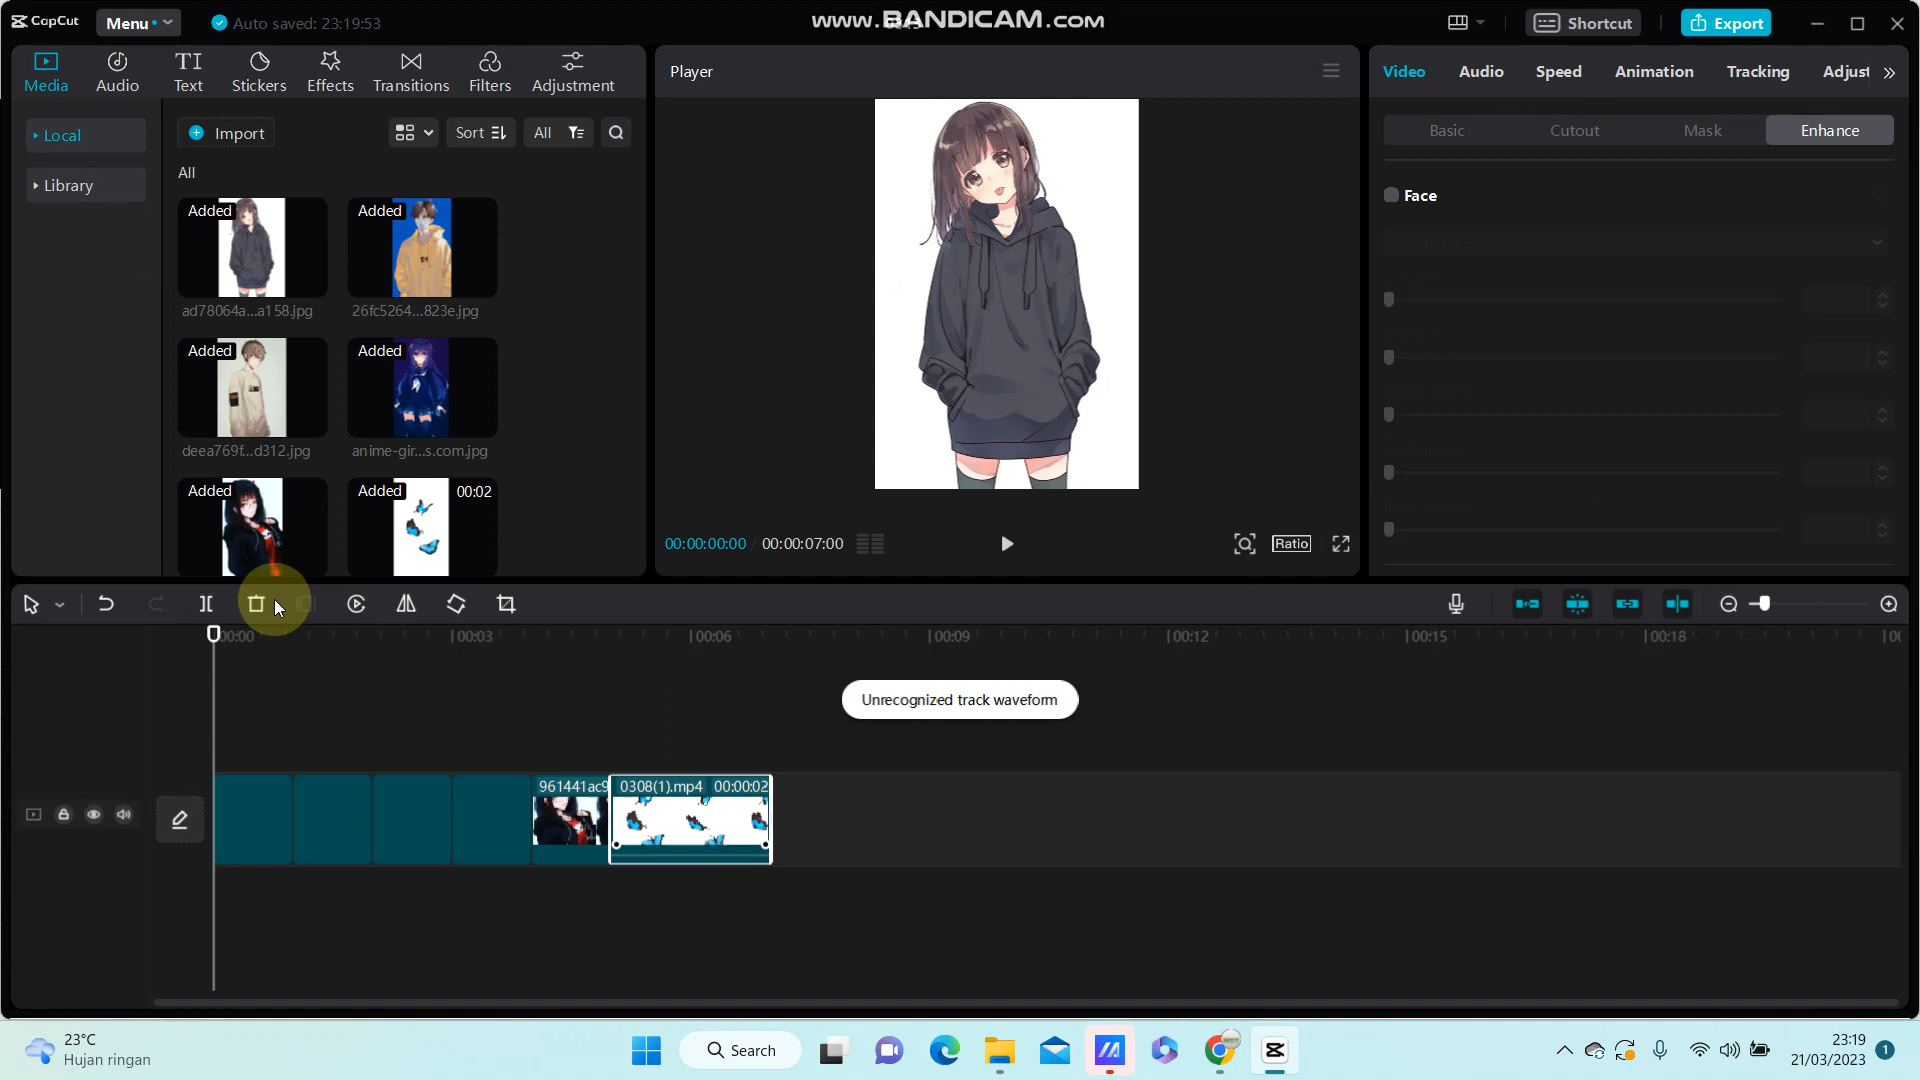 CapCut
Menu
Auto saved: 23:19:53
www.BANDICAM.com
Shortcut
Export
Media
Audio
Text
Stickers
Effects
Transitions
Filters
Adjustment
Local
Library
Import
Sort
All
All
Added
Added
ad78064a...a158.jpg
26fc5264...823e.jpg
Added
Added
deea769f...d312.jpg
anime-gir...s.com.jpg
Added
Added 00:02
Player
00:00:00:00
00:00:07:00
Ratio
Video
Audio
Speed
Animation
Tracking
Adjust
Basic
Cutout
Mask
Enhance
Face
00:00
00:03
00:06
00:09
00:12
00:15
00:18
Unrecognized track waveform
961441ac9
0308(1).mp4 00:00:02
23°C
Hujan ringan
Search
23:19
21/03/2023
1